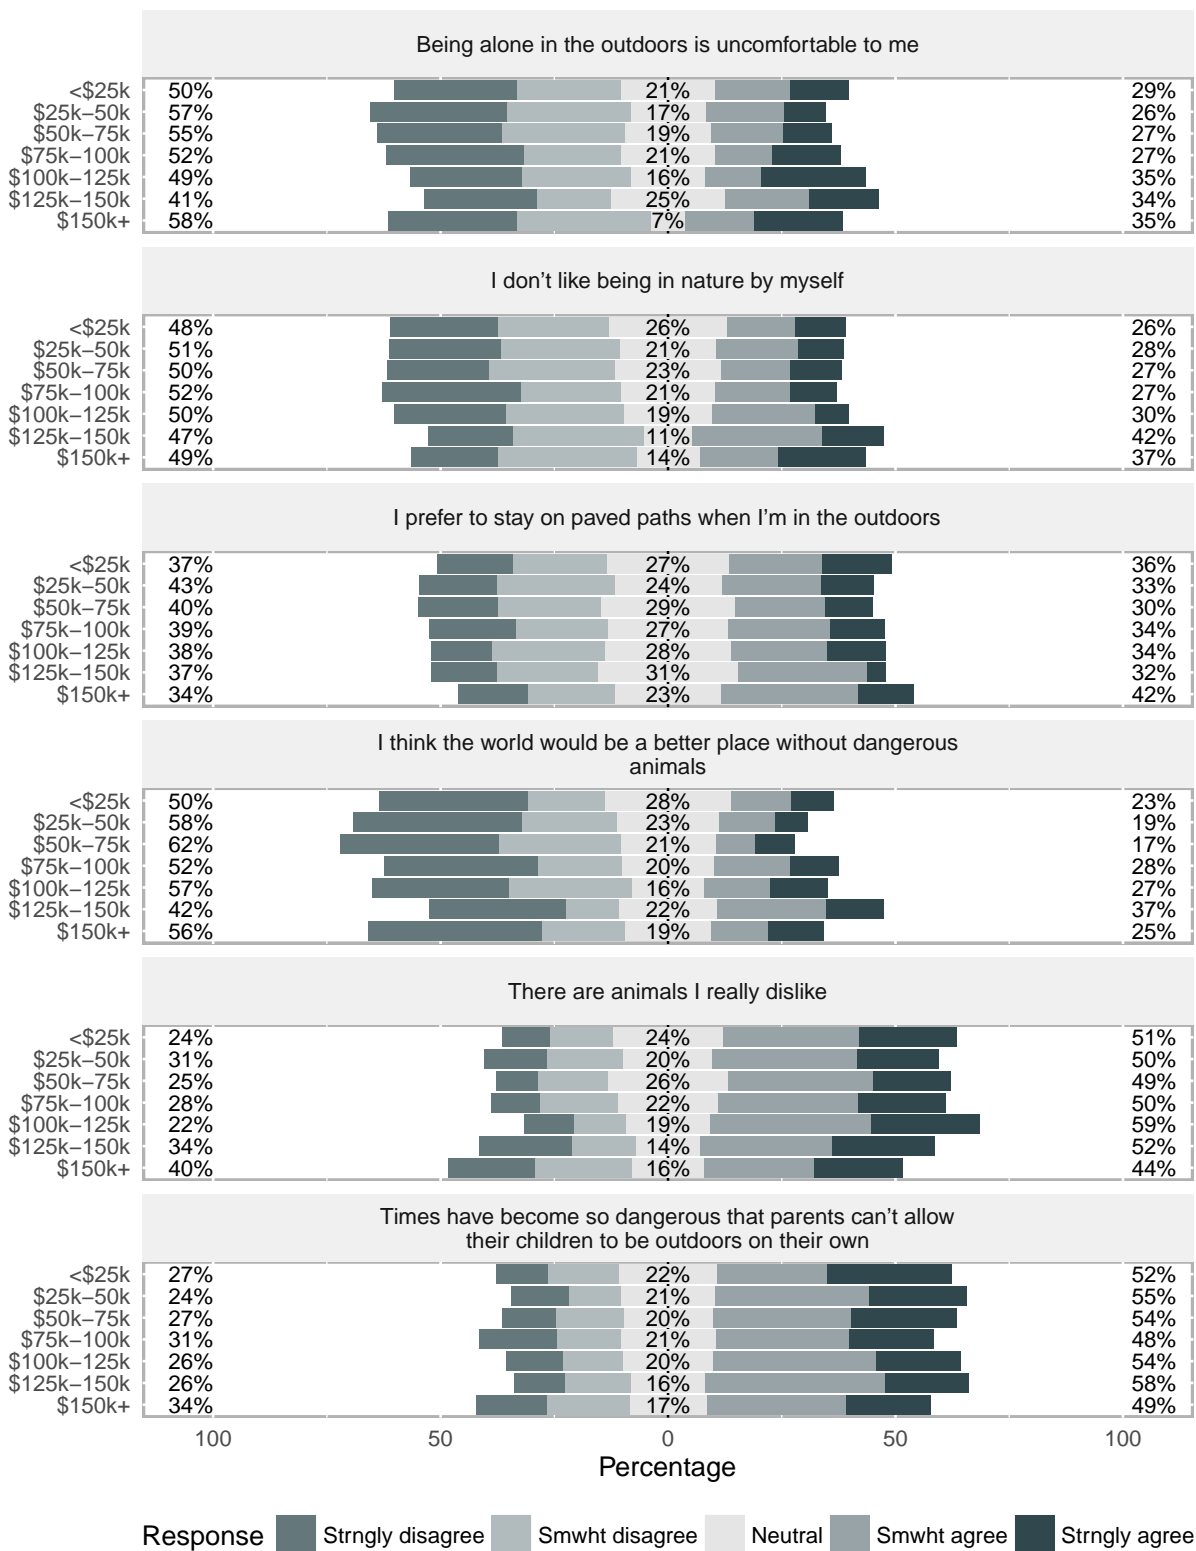 Being alone in the outdoors is uncomfortable to me
<$25k 50% 21% 29%
$25k−50k 57% 17% 26%
$50k−75k 55% 19% 27%
$75k−100k 52% 21% 27%
$100k−125k 49% 16% 35%
$125k−150k 41% 25% 34%
$150k+ 58% 7% 35%
I don’t like being in nature by myself
<$25k 48% 26% 26%
$25k−50k 51% 21% 28%
$50k−75k 50% 23% 27%
$75k−100k 52% 21% 27%
$100k−125k 50% 19% 30%
$125k−150k 47% 11% 42%
$150k+ 49% 14% 37%
I prefer to stay on paved paths when I’m in the outdoors
<$25k 37% 27% 36%
$25k−50k 43% 24% 33%
$50k−75k 40% 29% 30%
$75k−100k 39% 27% 34%
$100k−125k 38% 28% 34%
$125k−150k 37% 31% 32%
$150k+ 34% 23% 42%
I think the world would be a better place without dangerous
animals
<$25k 50% 28% 23%
$25k−50k 58% 23% 19%
$50k−75k 62% 21% 17%
$75k−100k 52% 20% 28%
$100k−125k 57% 16% 27%
$125k−150k 42% 22% 37%
$150k+ 56% 19% 25%
There are animals I really dislike
<$25k 24% 24% 51%
$25k−50k 31% 20% 50%
$50k−75k 25% 26% 49%
$75k−100k 28% 22% 50%
$100k−125k 22% 19% 59%
$125k−150k 34% 14% 52%
$150k+ 40% 16% 44%
Times have become so dangerous that parents can’t allow
their children to be outdoors on their own
<$25k 27% 22% 52%
$25k−50k 24% 21% 55%
$50k−75k 27% 20% 54%
$75k−100k 31% 21% 48%
$100k−125k 26% 20% 54%
$125k−150k 26% 16% 58%
$150k+ 34% 17% 49%
100 50 0 50 100
Percentage
Response Strngly disagree Smwht disagree Neutral Smwht agree Strngly agree